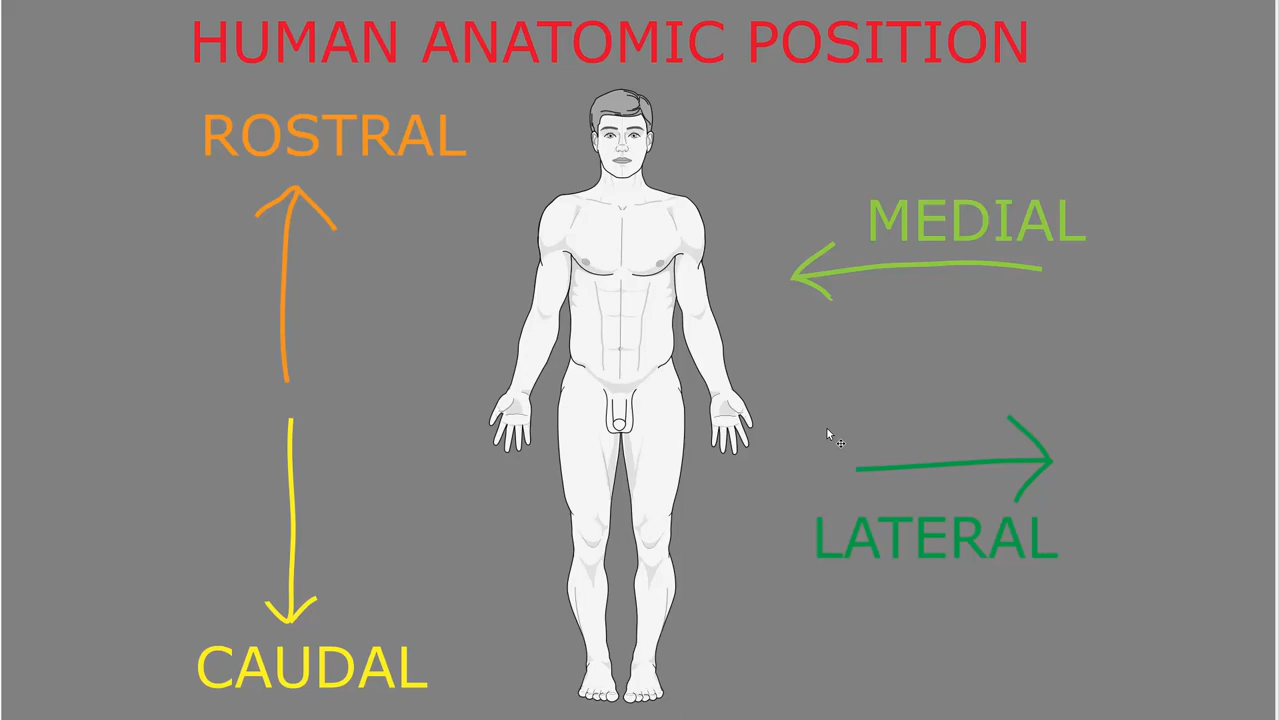 HUMAN ANATOMIC POSITION
ROSTRAL
MEDIAL
LATERAL
CAUDAL